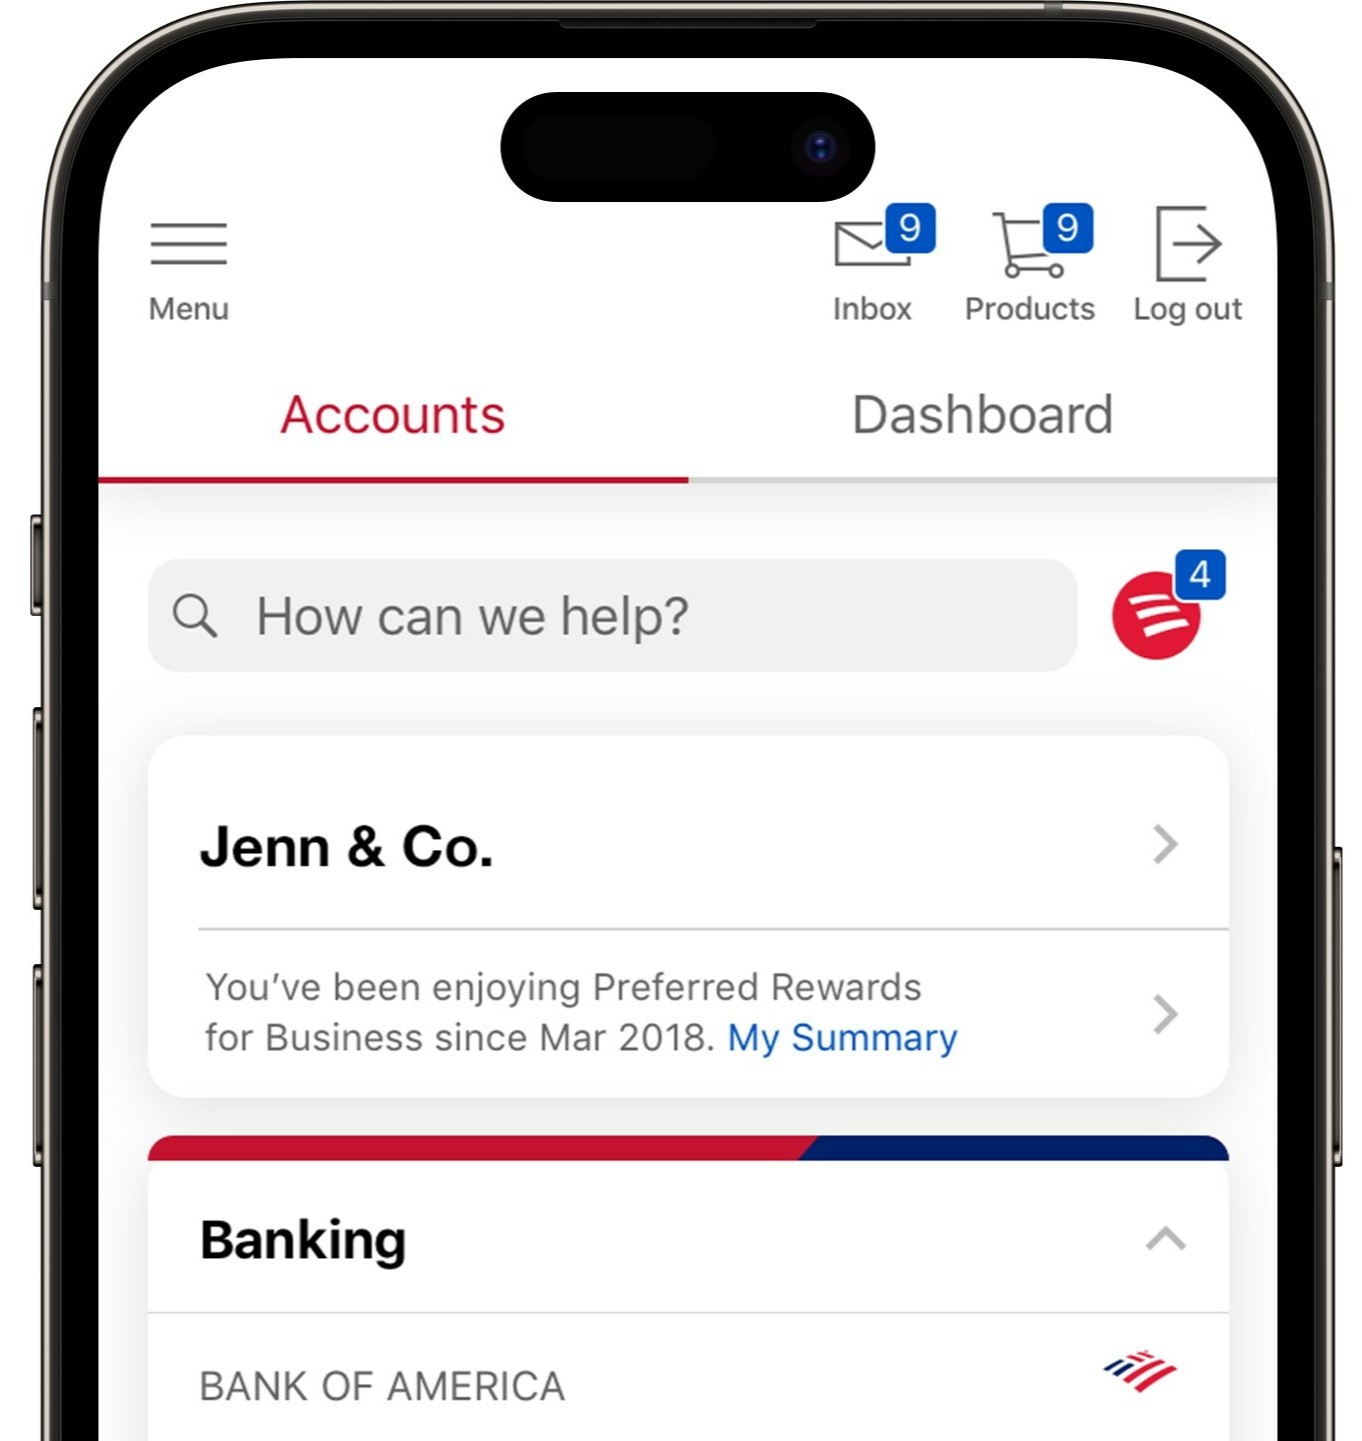 9
9
Menu
Inbox
Products
Log out
Accounts
Dashboard
4
How can we help?
Jenn & Co.
You’ve been enjoying Preferred Rewards
for Business since Mar 2018. My Summary
Banking
BANK OF AMERICA